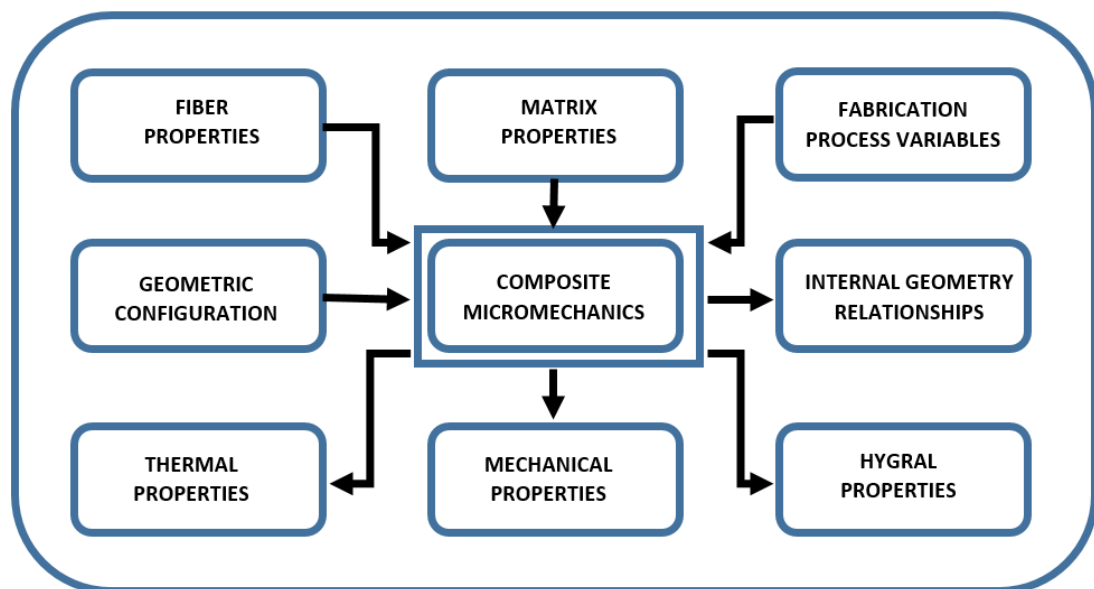 FIBER
PROPERTIES
MATRIX
PROPERTIES
FABRICATION
PROCESS VARIABLES
GEOMETRIC
CONFIGURATION
COMPOSITE
MICROMECHANICS
INTERNAL GEOMETRY
RELATIONSHIPS
THERMAL
PROPERTIES
MECHANICAL
PROPERTIES
HYGRAL
PROPERTIES